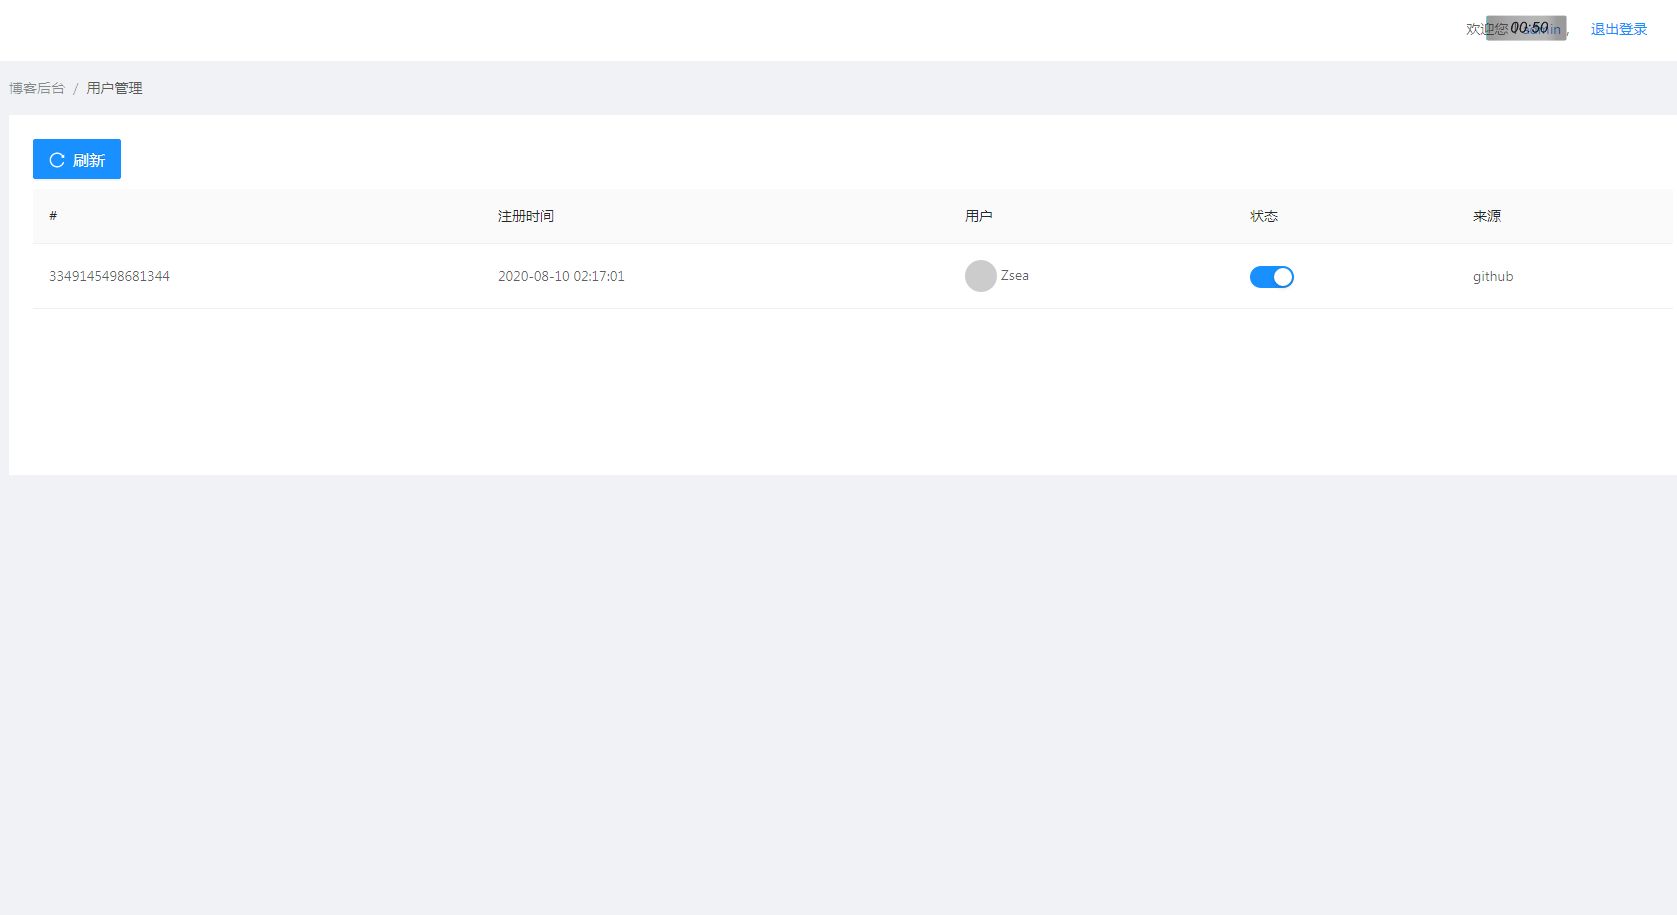 欢迎您 admin , 退出登录
00:50
博客后台 / 用户管理
刷新
# 注册时间 用户 状态 来源
3349145498681344 2020-08-10 02:17:01 Zsea github